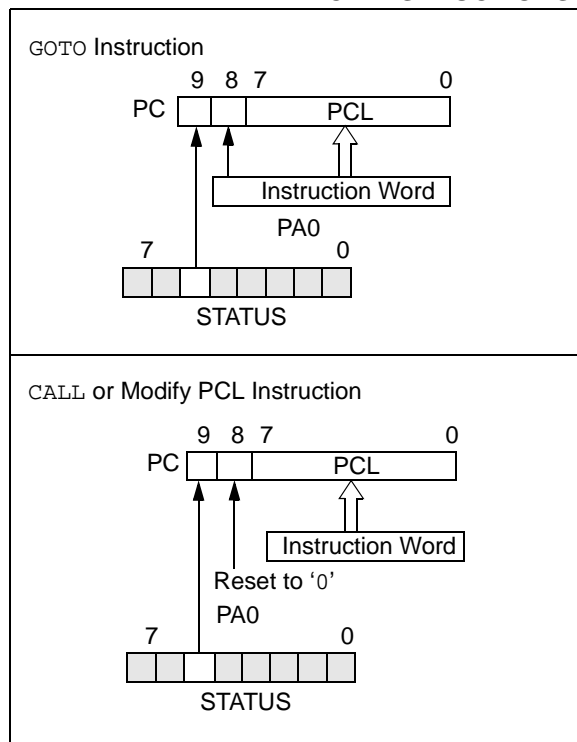 GOTO Instruction
9 8 7 0
PC PCL
Instruction Word
PA0
7 0
STATUS
CALL or Modify PCL Instruction
9 8 7 0
PC PCL
Instruction Word
Reset to ‘0’
PA0
7 0
STATUS